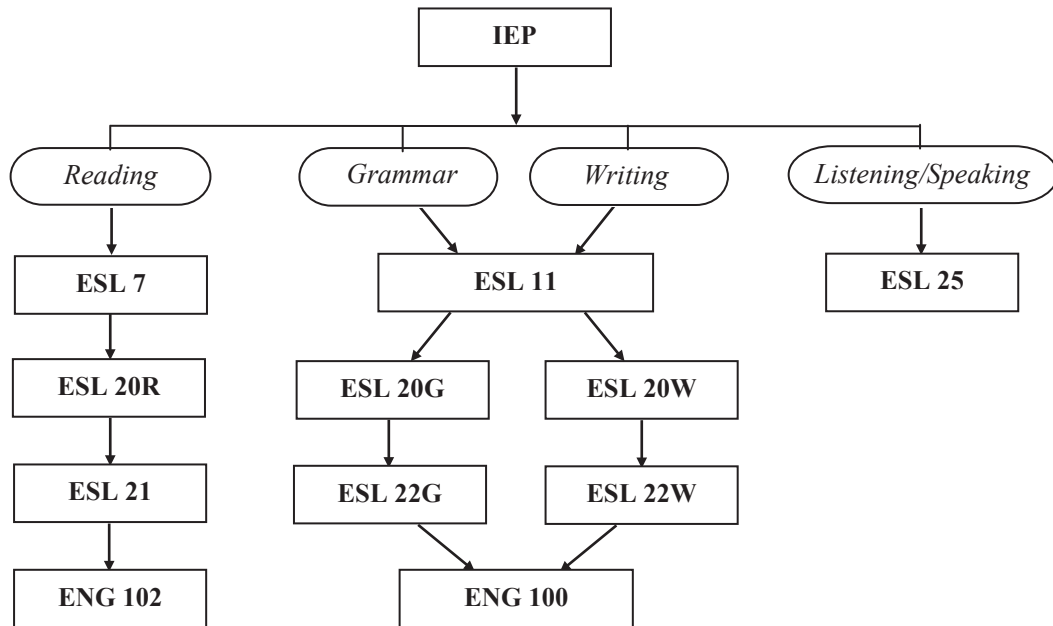 IEP
Reading
Grammar
Writing
Listening/Speaking
ESL 7
ESL 11
ESL 25
ESL 20R
ESL 20G
ESL 20W
ESL 21
ESL 22G
ESL 22W
ENG 102
ENG 100